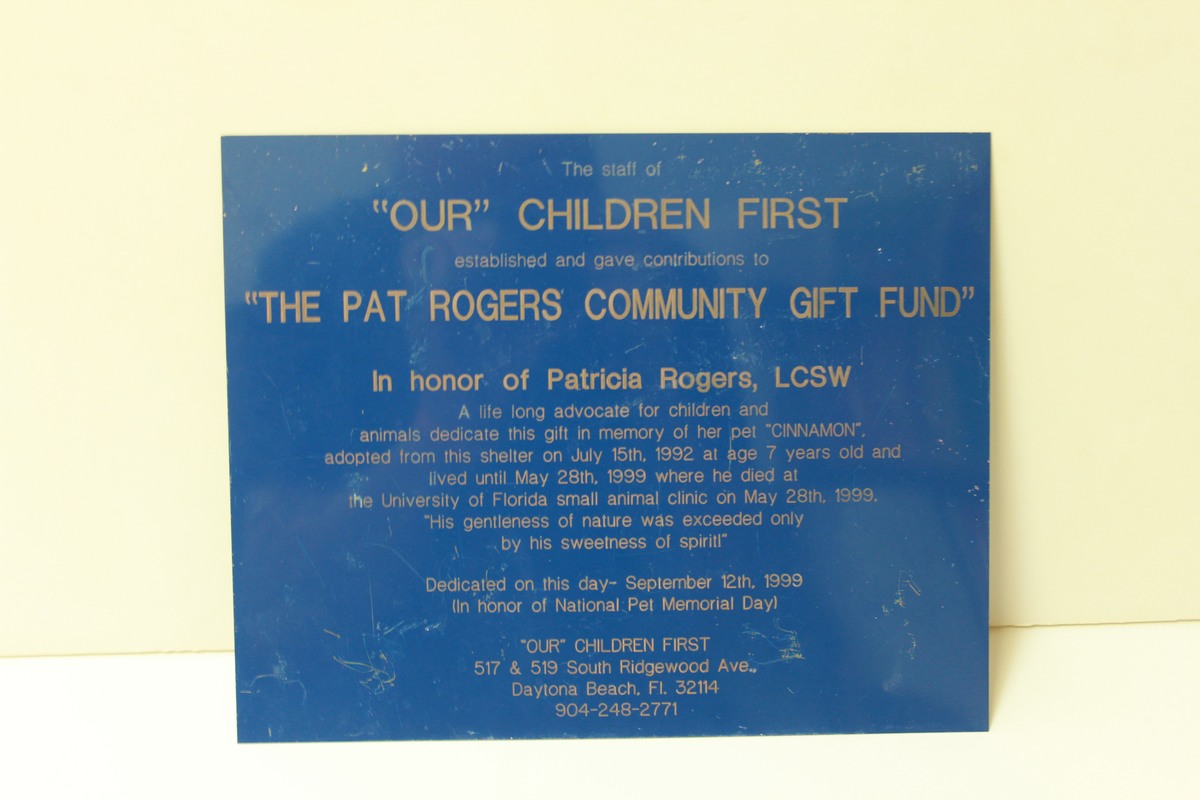 The staff of
"OUR" CHILDREN FIRST
established and gave contributions to
"THE PAT ROGERS COMMUNITY GIFT FUND"
In honor of Patricia Rogers, LCSW
A life long advocate for children and
animals dedicate this gift in memory of her pet "CINNAMON",
adopted from this shelter on July 15th, 1992 at age 7 years old and
lived until May 28th, 1999 where he died at
the University of Florida small animal clinic on May 28th, 1999.
"His gentleness of nature was exceeded only
by his sweetness of spirit!"
Dedicated on this day- September 12th, 1999
(In honor of National Pet Memorial Day)
"OUR" CHILDREN FIRST
517 & 519 South Ridgewood Ave.,
Daytona Beach, Fl. 32114
904-248-2771